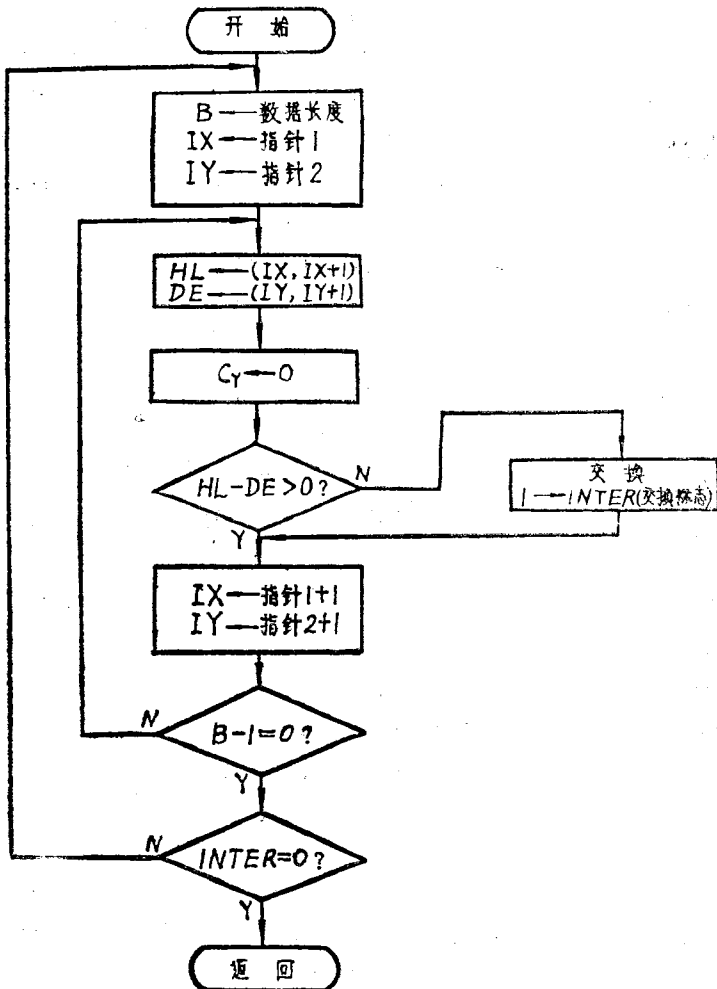 开 始
B←数据长度
IX←指针1
IY←指针2
HL←(IX,IX+1)
DE←(IY,IY+1)
CY←0
HL-DE>0?
N
交 换
1→INTER(交换标志)
Y
IX←指针1+1
IY←指针2+1
N
B-1=0?
Y
N
INTER=0?
Y
返 回